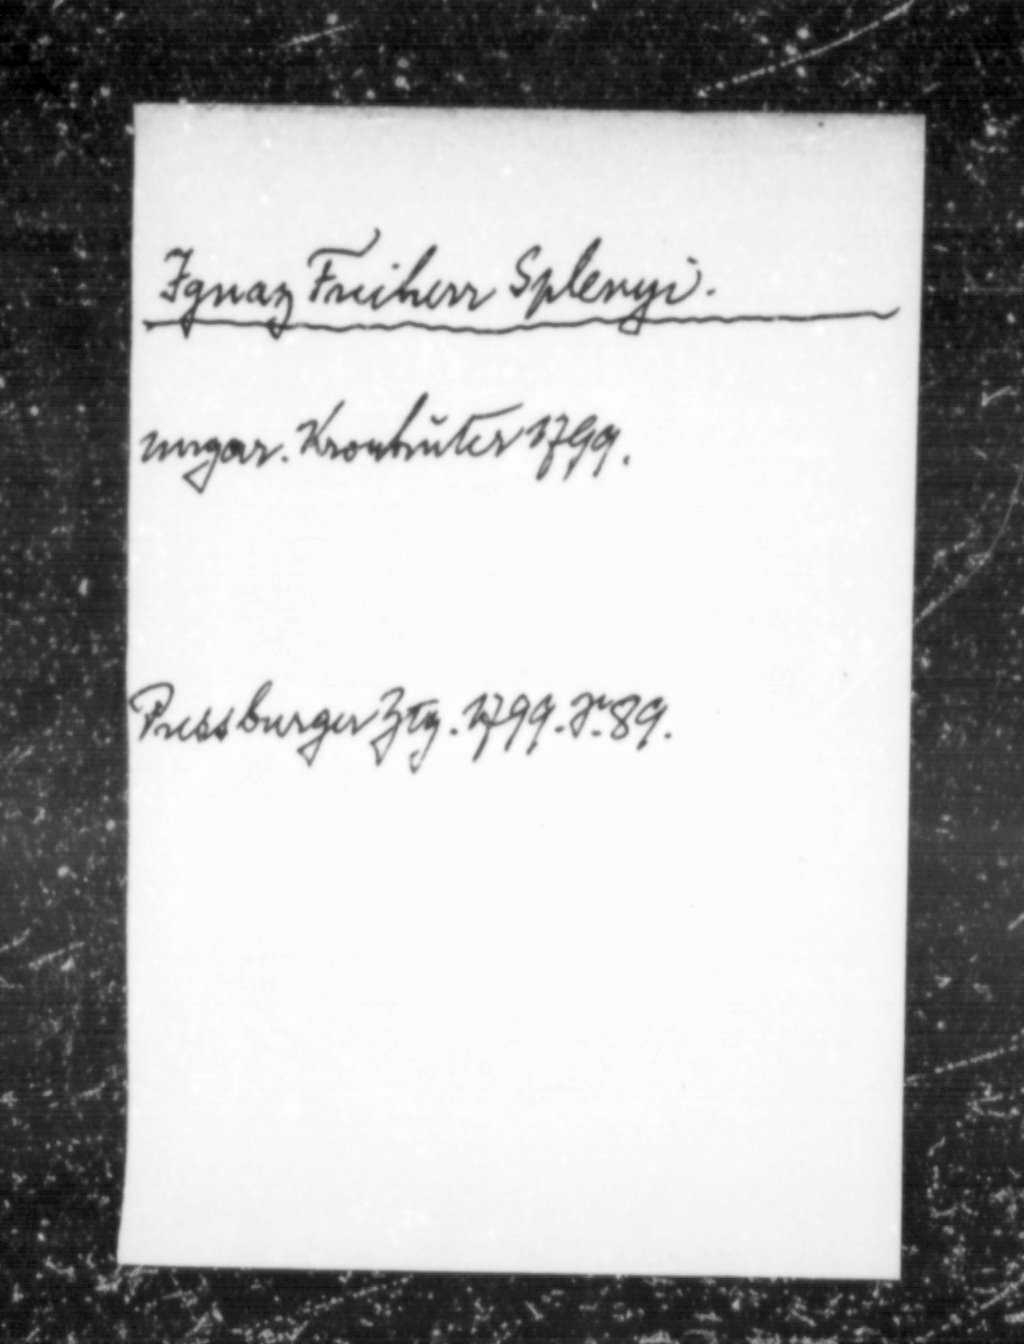 Ignaz Freiherr Splenyi.
ungar. Kronhüter 1799.
Pressburger Ztg. 1799. N. 89.